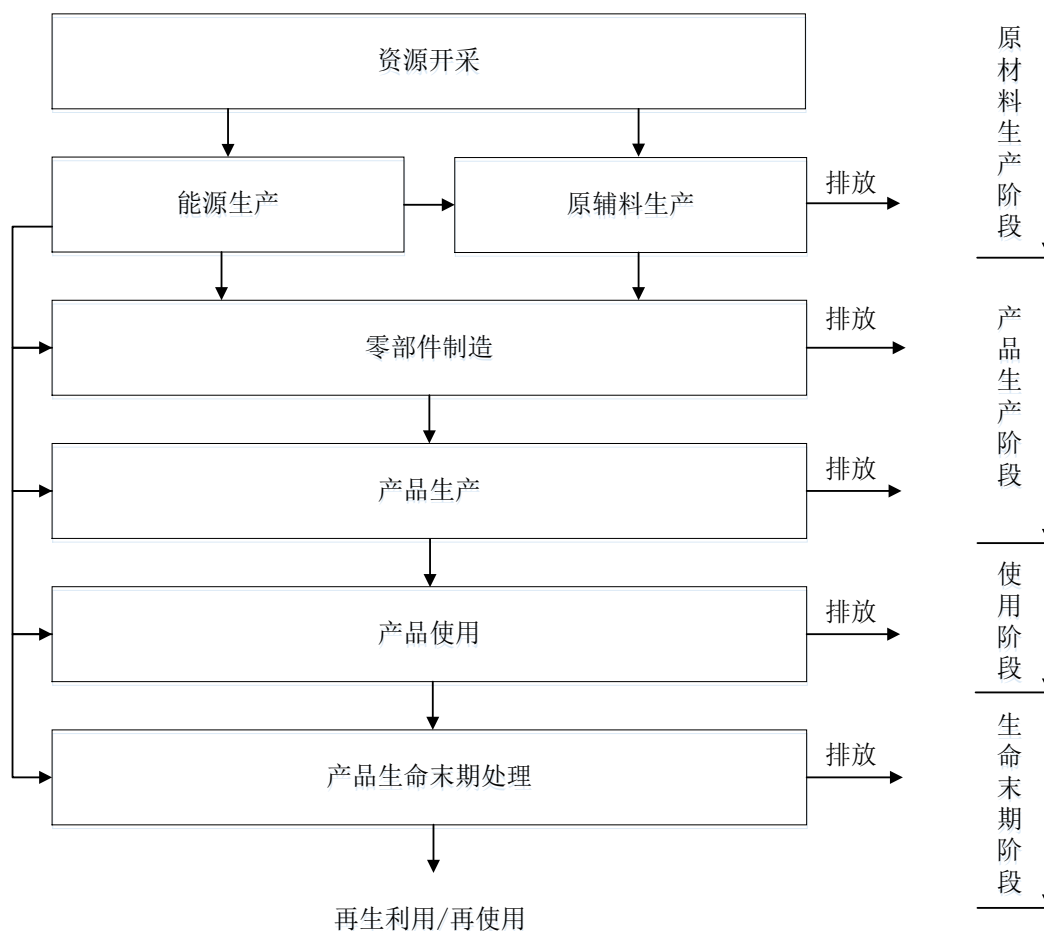 资源开采
能源生产
原辅料生产
排放
零部件制造
排放
产品生产
排放
产品使用
排放
产品生命末期处理
排放
再生利用/再使用
原材料生产阶段
产品生产阶段
使用阶段
生命末期阶段